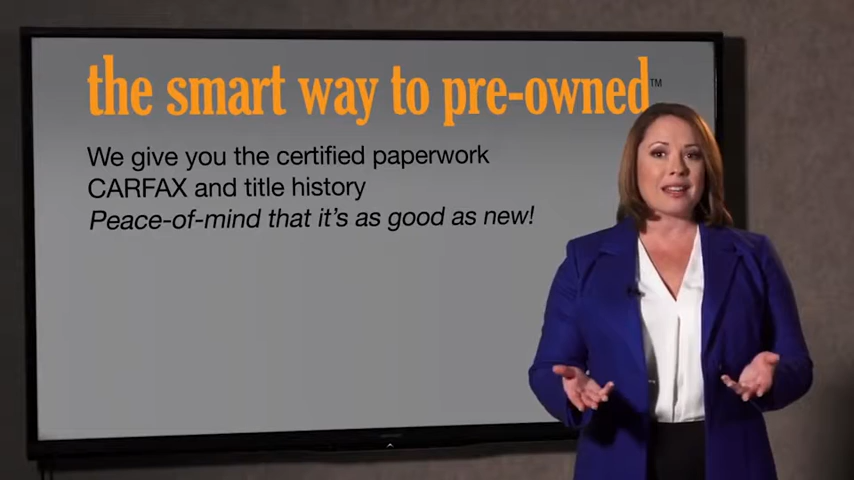 the smart way to pre-owned™
We give you the certified paperwork
CARFAX and title history
Peace-of-mind that it's as good as new!